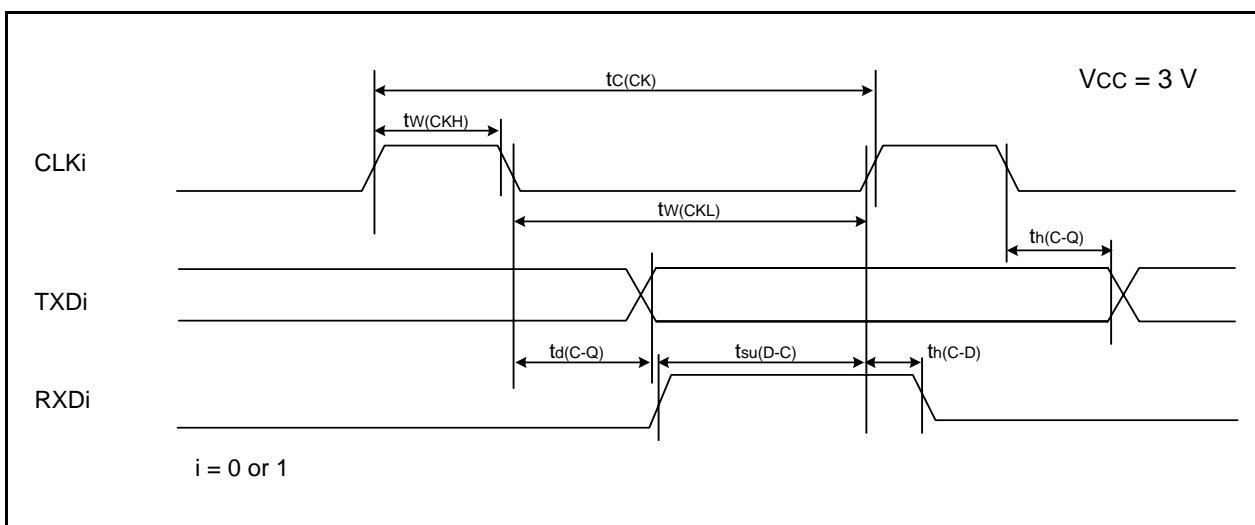 tC(CK)
VCC = 3 V
tW(CKH)
CLKi
tW(CKL)
th(C-Q)
TXDi
td(C-Q)
tsu(D-C)
th(C-D)
RXDi
i = 0 or 1